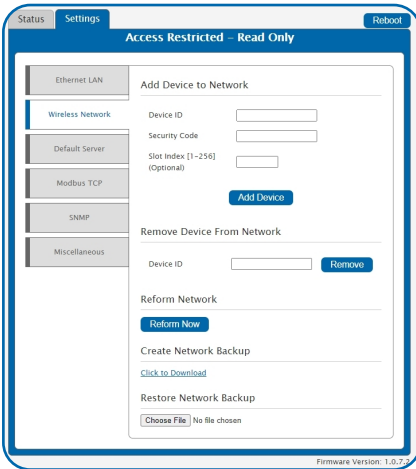 Status Settings Reboot
Access Restricted – Read Only
Ethernet LAN
Wireless Network
Default Server
Modbus TCP
SNMP
Miscellaneous
Add Device to Network
Device ID
Security Code
Slot Index [1-256]
(Optional)
Add Device
Remove Device From Network
Device ID Remove
Reform Network
Reform Now
Create Network Backup
Click to Download
Restore Network Backup
Choose File No file chosen
Firmware Version: 1.0.7.2